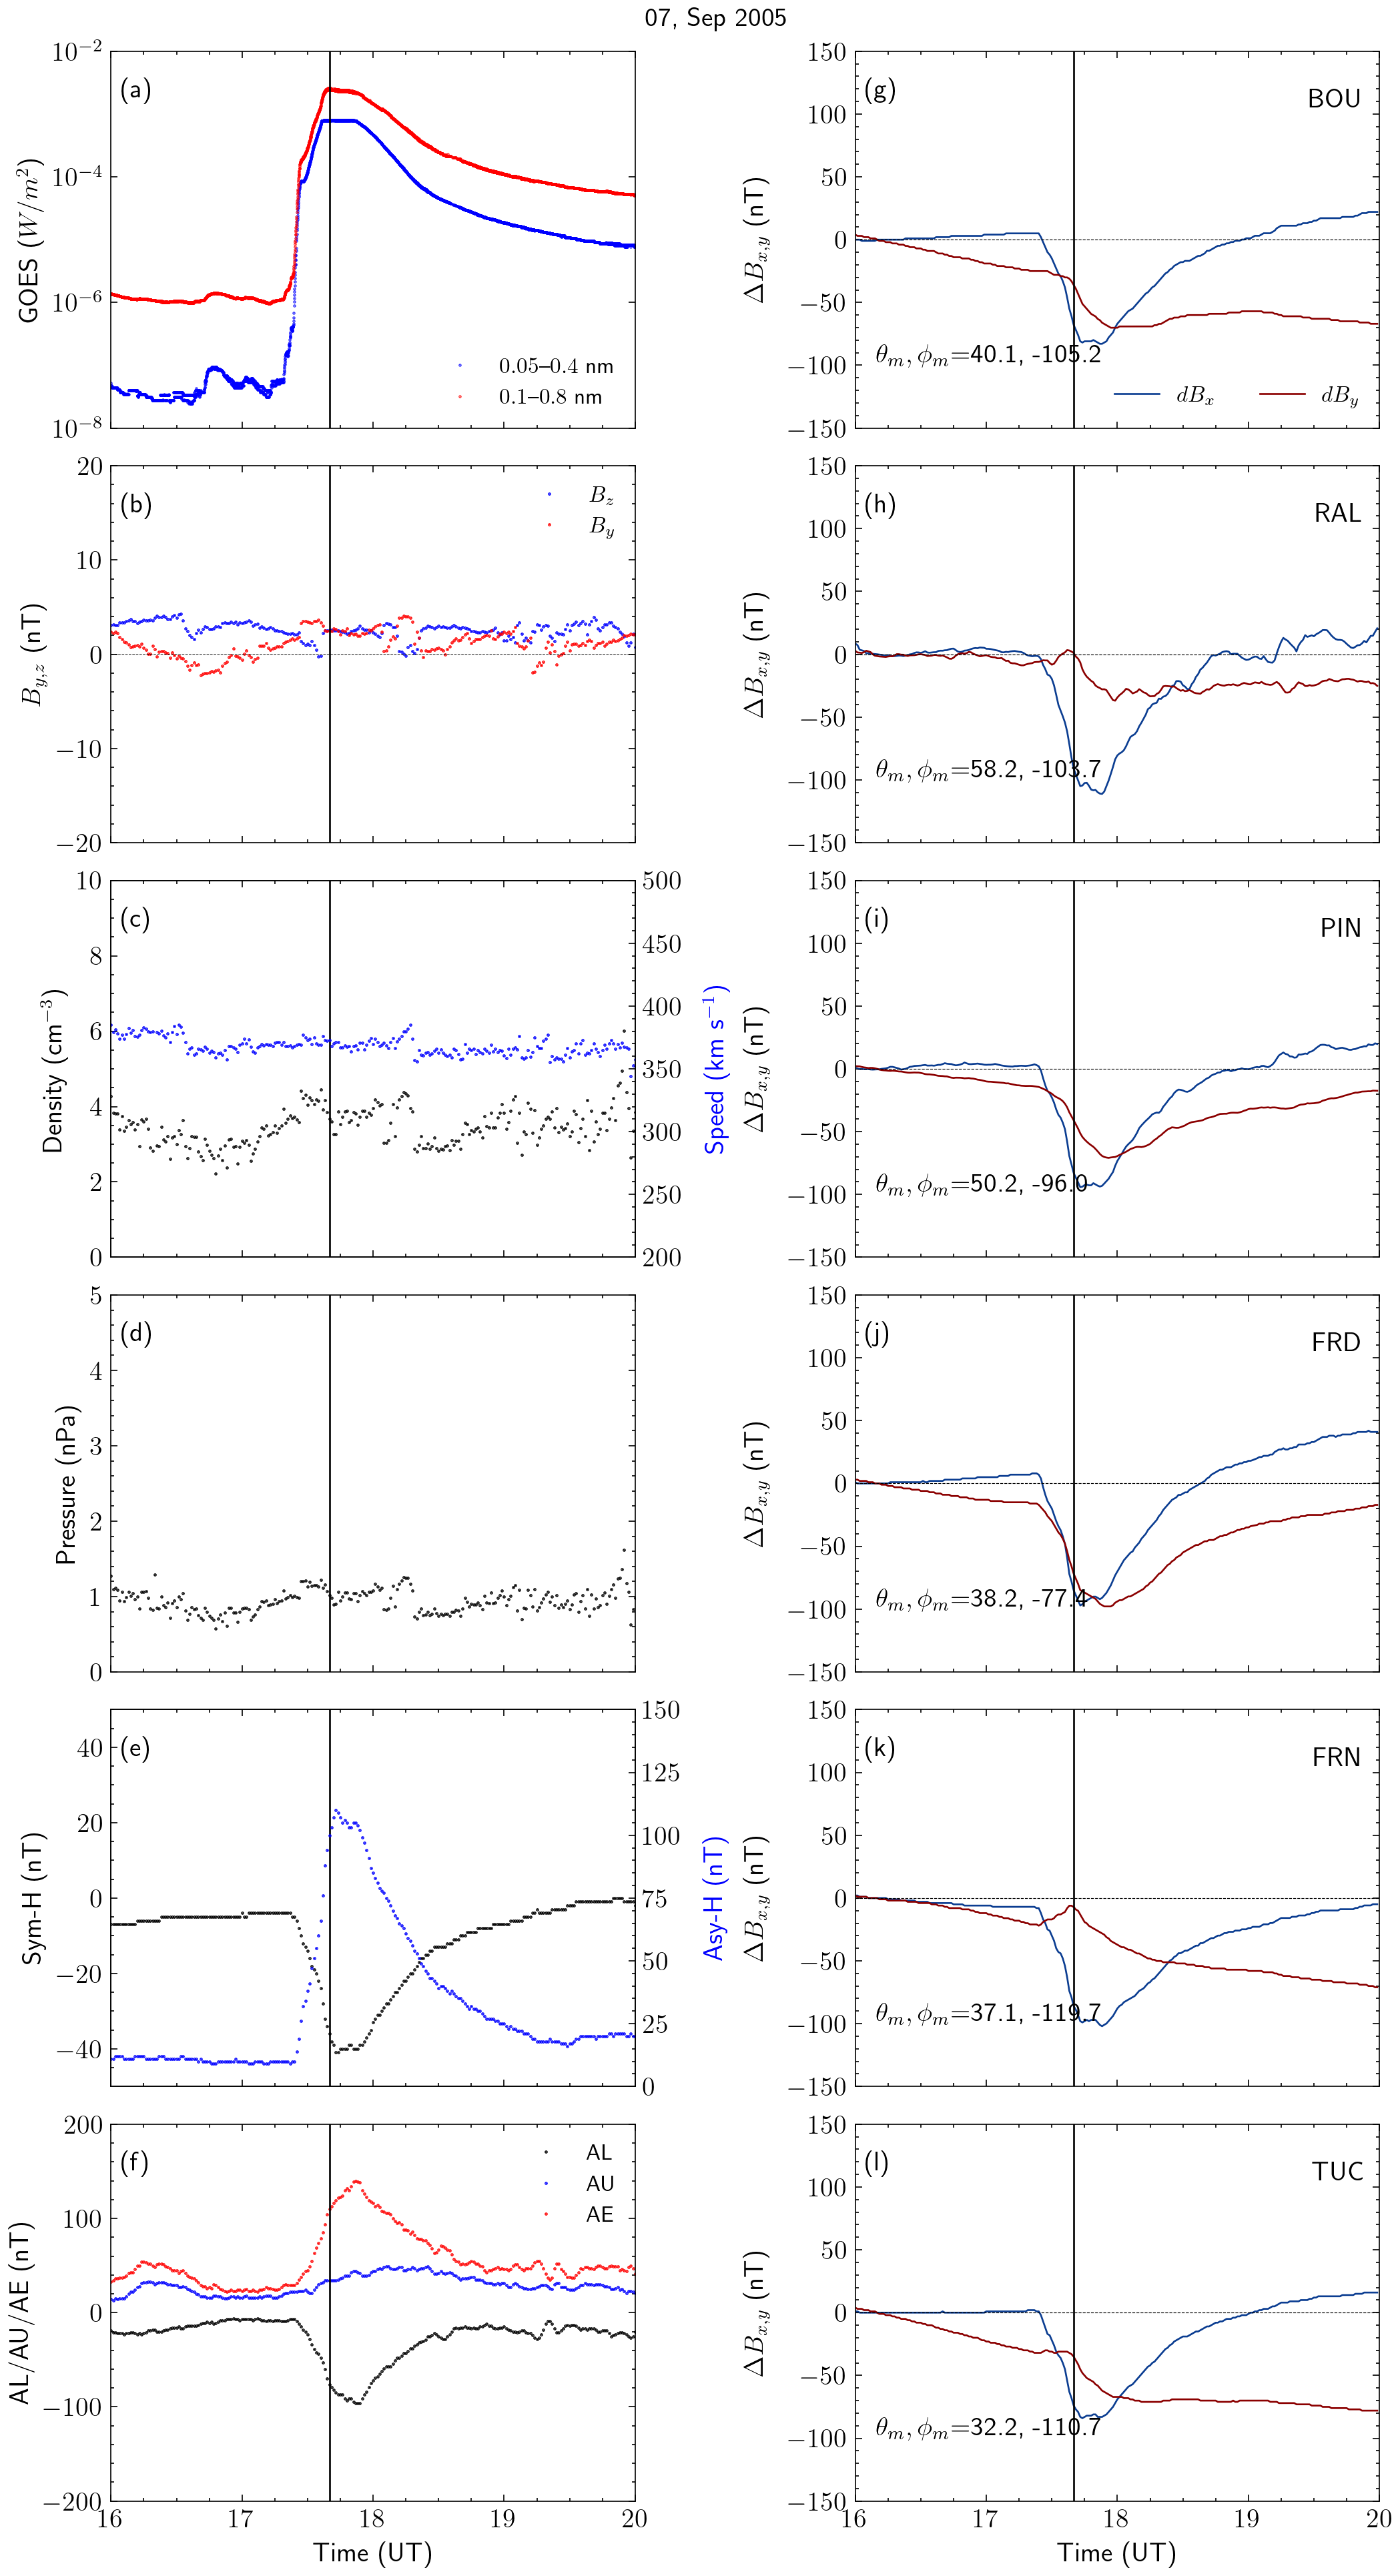 07, Sep 2005
(a)
GOES (W/m²)
10⁻²
10⁻⁴
10⁻⁶
10⁻⁸
0.05–0.4 nm
0.1–0.8 nm
(b)
B_{y,z} (nT)
20
10
0
−10
−20
B_z
B_y
(c)
Density (cm⁻³)
10
8
6
4
2
0
500
450
400
350
300
250
200
Speed (km s⁻¹)
(d)
Pressure (nPa)
5
4
3
2
1
0
(e)
Sym-H (nT)
40
20
0
−20
−40
150
125
100
75
50
25
0
Asy-H (nT)
(f)
AL/AU/AE (nT)
200
100
0
−100
−200
AL
AU
AE
16 17 18 19 20
Time (UT)
(g)
BOU
ΔB_{x,y} (nT)
150
100
50
0
−50
−100
−150
θ_m, ϕ_m=40.1, -105.2
dB_x dB_y
(h)
RAL
ΔB_{x,y} (nT)
150
100
50
0
−50
−100
−150
θ_m, ϕ_m=58.2, -103.7
(i)
PIN
ΔB_{x,y} (nT)
150
100
50
0
−50
−100
−150
θ_m, ϕ_m=50.2, -96.0
(j)
FRD
ΔB_{x,y} (nT)
150
100
50
0
−50
−100
−150
θ_m, ϕ_m=38.2, -77.4
(k)
FRN
ΔB_{x,y} (nT)
150
100
50
0
−50
−100
−150
θ_m, ϕ_m=37.1, -119.7
(l)
TUC
ΔB_{x,y} (nT)
150
100
50
0
−50
−100
−150
θ_m, ϕ_m=32.2, -110.7
16 17 18 19 20
Time (UT)